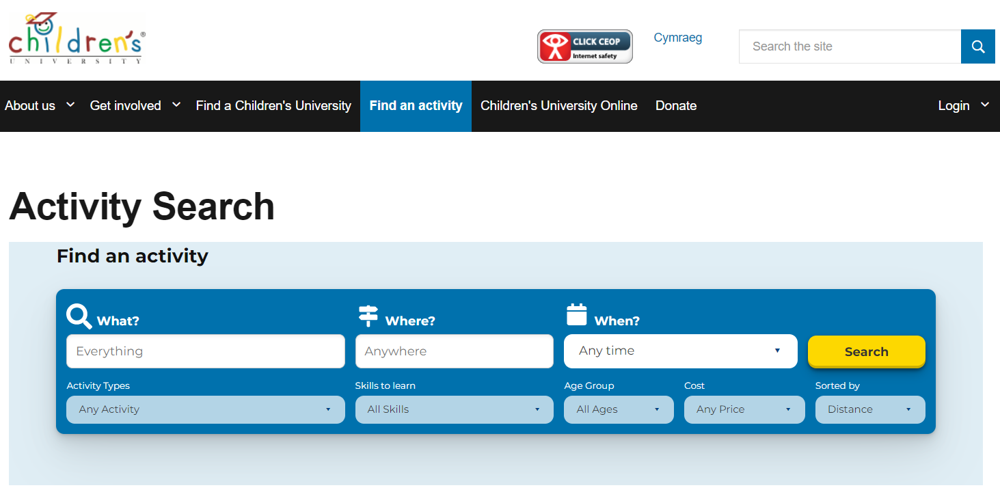 children's®
UNIVERSITY
CLICK CEOP
Internet safety
Cymraeg
Search the site
About us Get involved Find a Children's University Find an activity Children's University Online Donate Login
Activity Search
Find an activity
What? Where? When?
Everything Anywhere Any time Search
Activity Types Skills to learn Age Group Cost Sorted by
Any Activity All Skills All Ages Any Price Distance